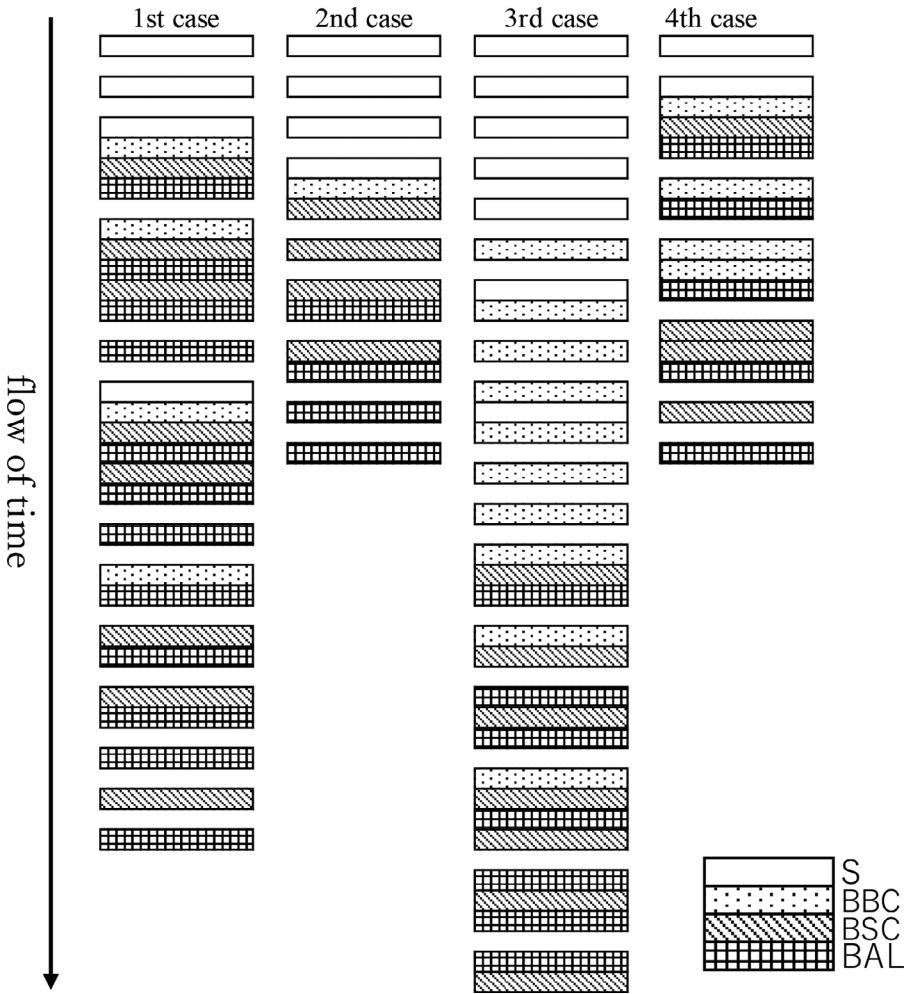 1st case
2nd case
3rd case
4th case
flow of time
S
BBC
BSC
BAL